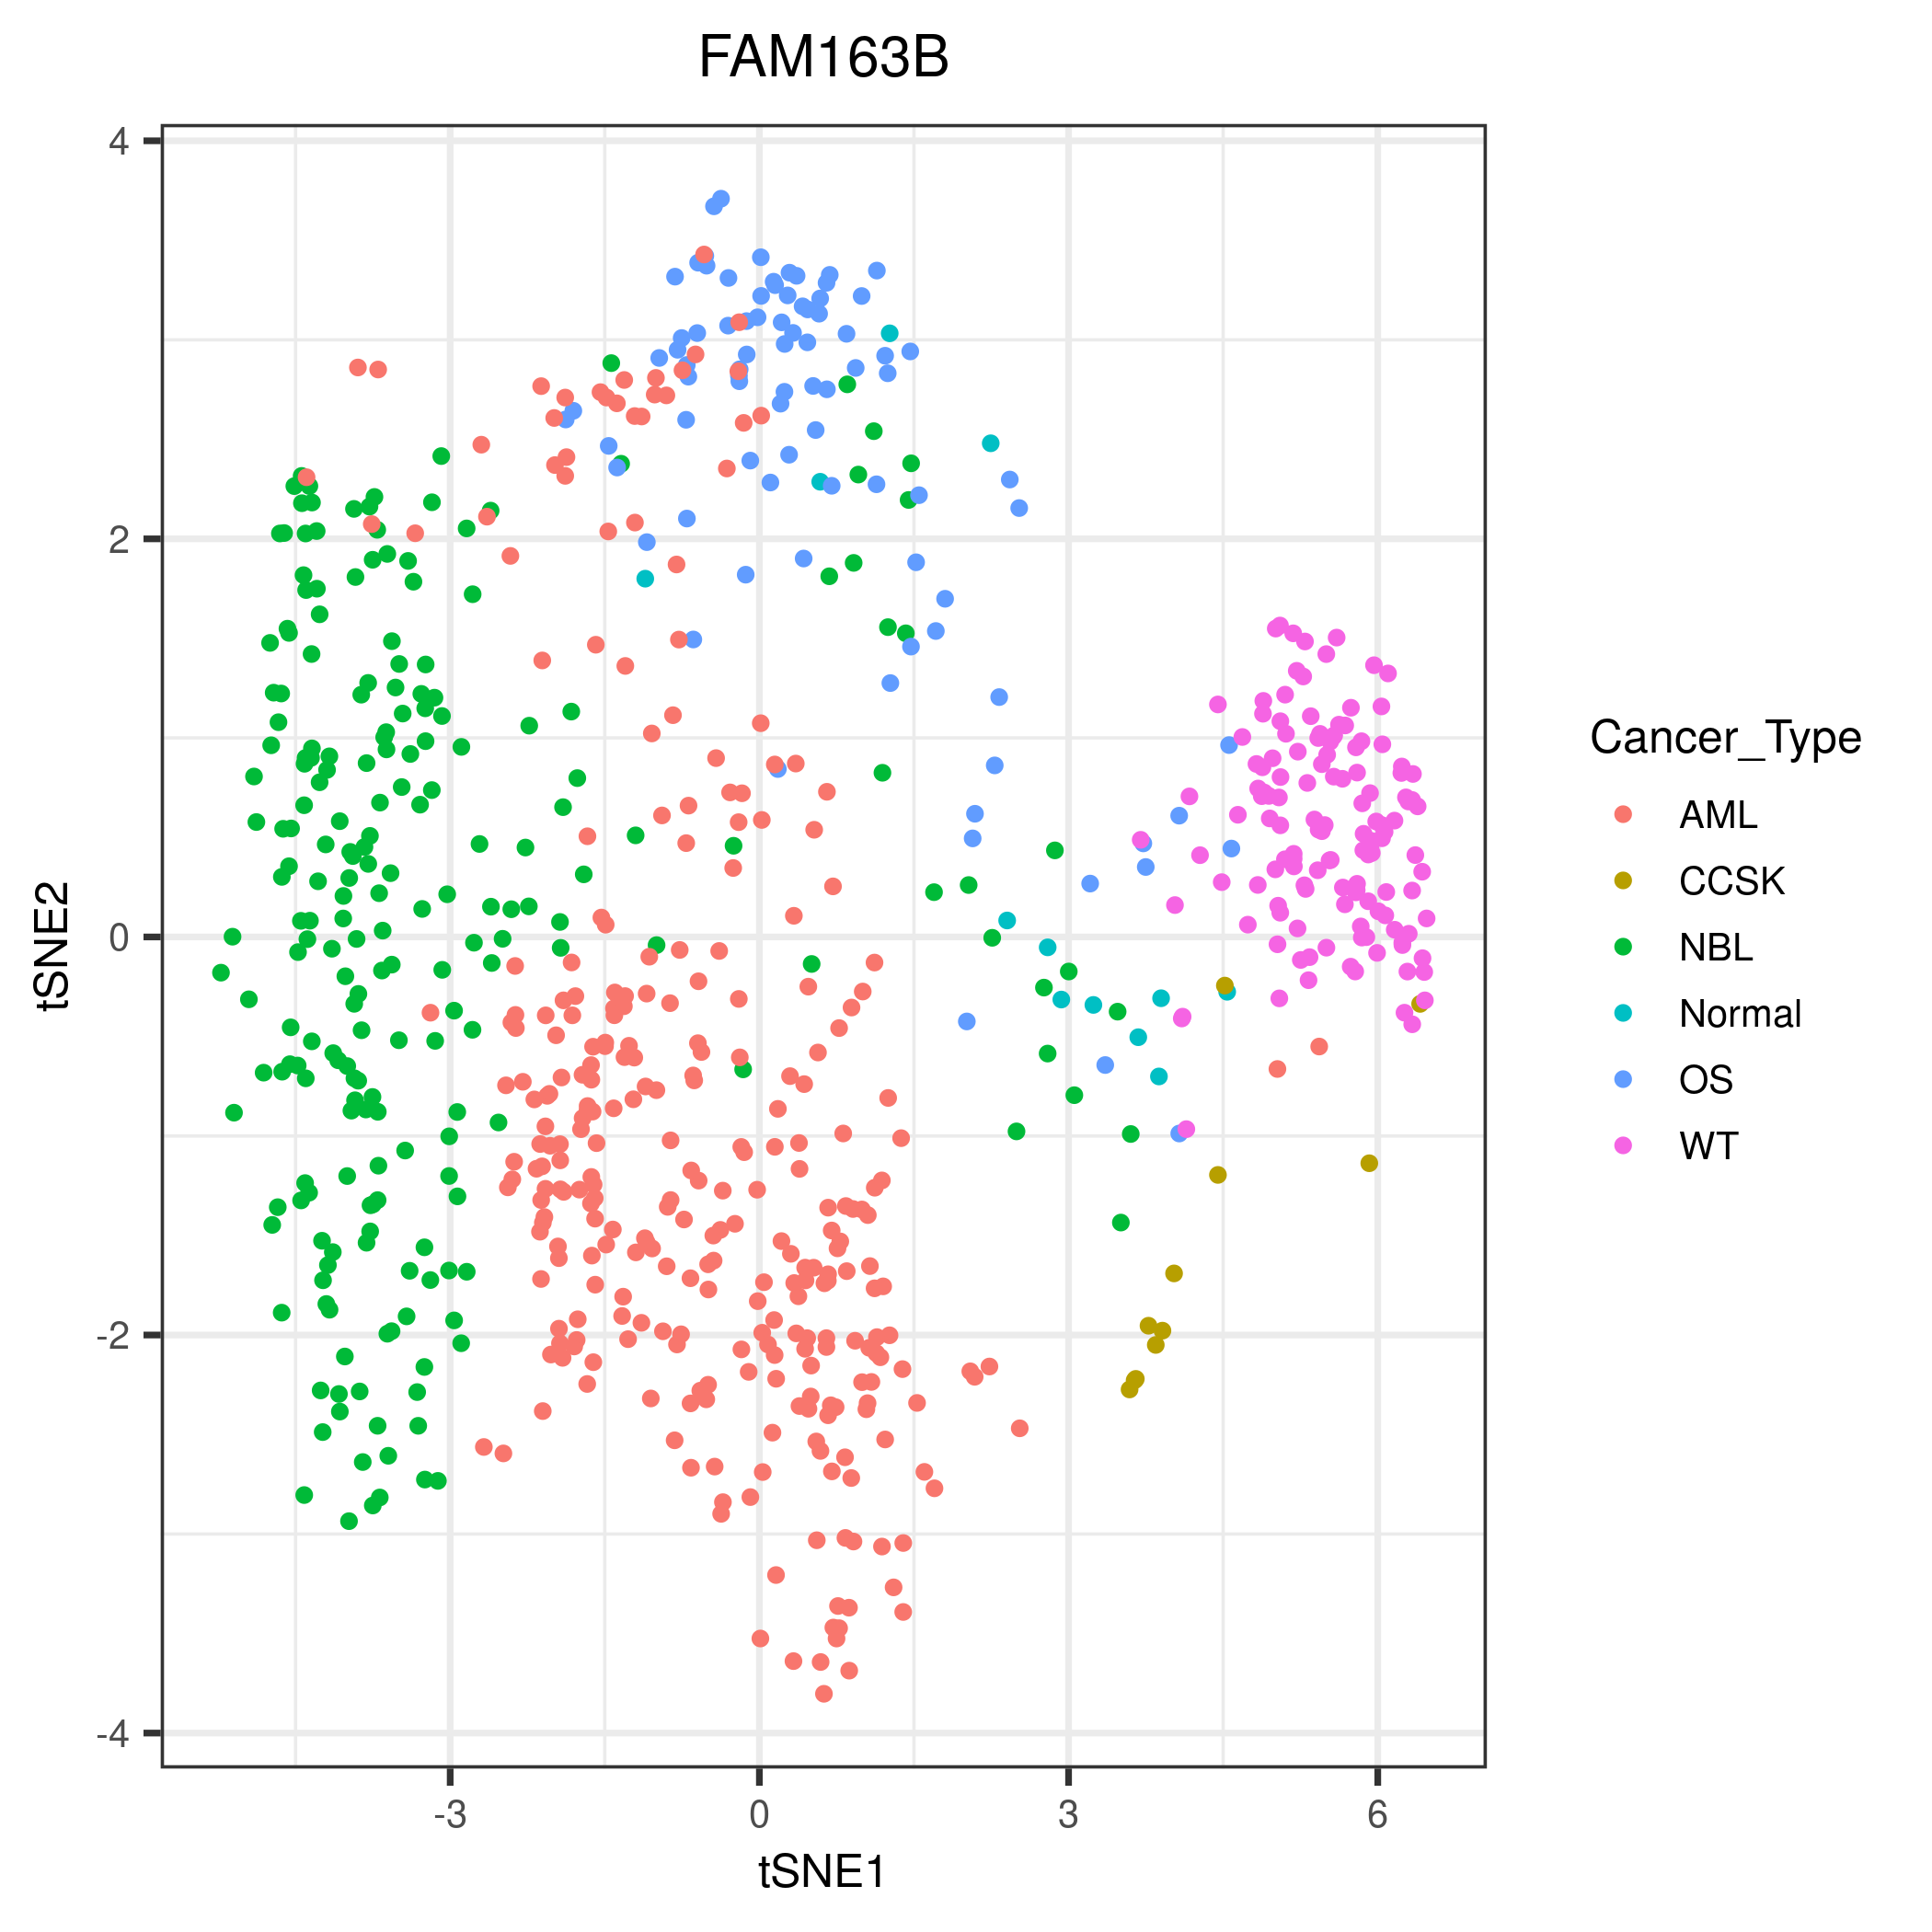 FAM163B
4
2
0
-2
-4
-3
0
3
6
tSNE1
tSNE2
Cancer_Type
AML
CCSK
NBL
Normal
OS
WT